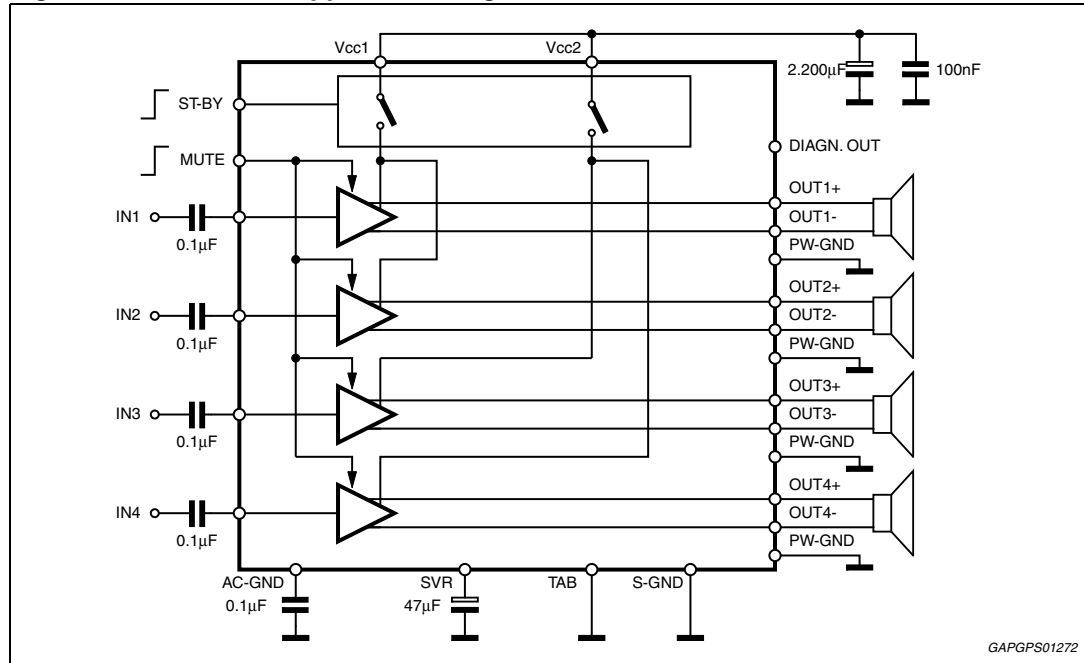 Vcc1
Vcc2
2.200µF
100nF
ST-BY
DIAGN. OUT
MUTE
OUT1+
IN1
OUT1-
0.1µF
PW-GND
OUT2+
IN2
OUT2-
0.1µF
PW-GND
OUT3+
IN3
OUT3-
0.1µF
PW-GND
OUT4+
IN4
OUT4-
0.1µF
PW-GND
AC-GND
SVR
TAB
S-GND
0.1µF
47µF
GAPGPS01272